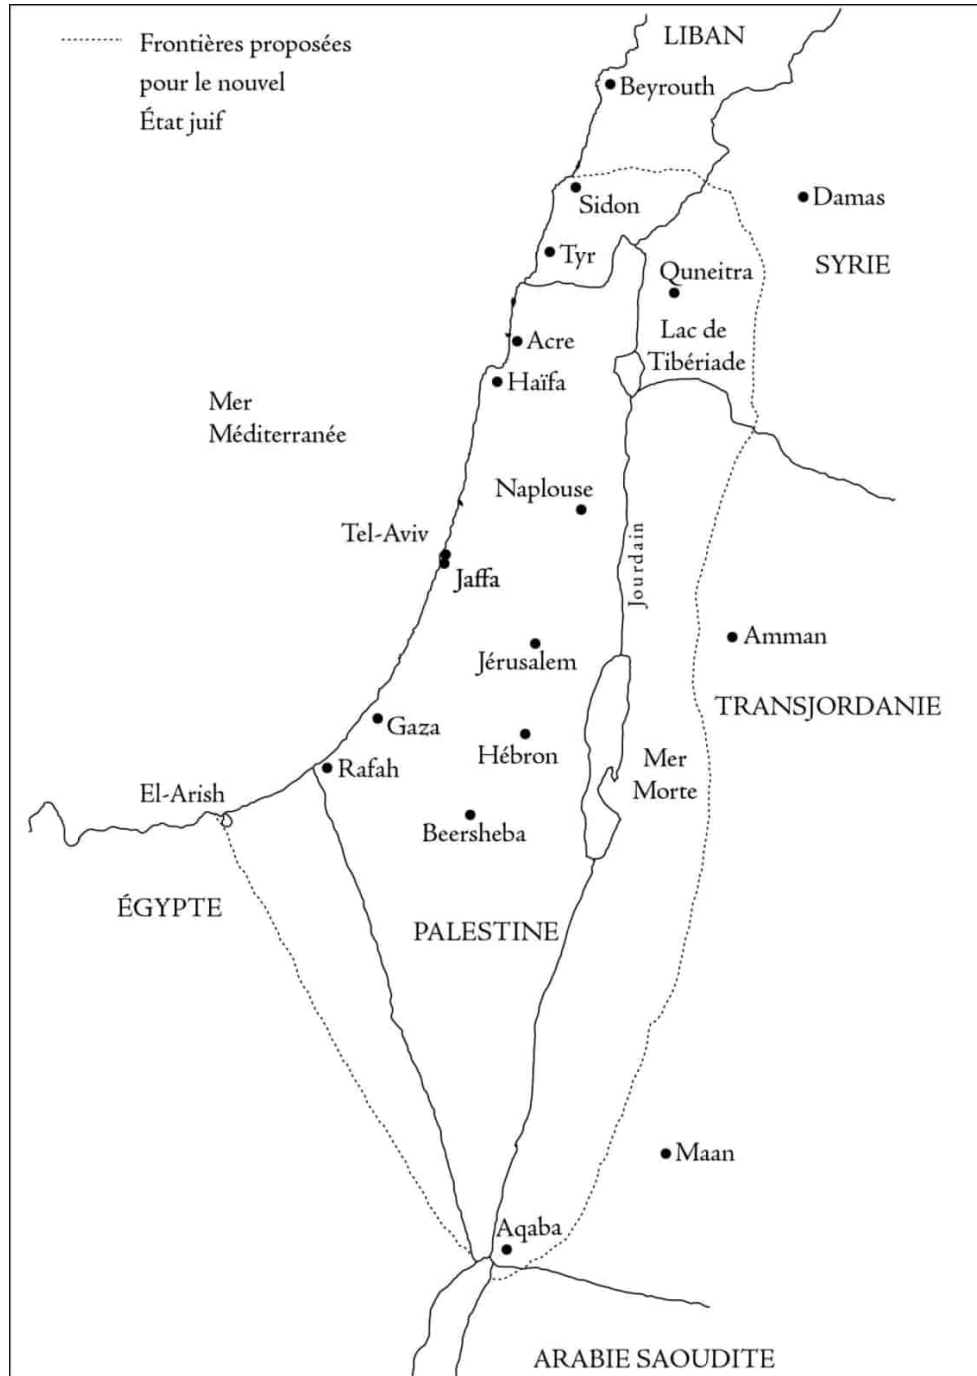 Frontières proposées
pour le nouvel
État juif
LIBAN
Beyrouth
Sidon
Damas
Tyr
SYRIE
Quneitra
Acre
Lac de
Tibériade
Haïfa
Mer
Méditerranée
Naplouse
Tel-Aviv
Jaffa
Jourdain
Amman
Jérusalem
TRANSJORDANIE
Gaza
Hébron
Mer
Morte
Rafah
El-Arish
Beersheba
ÉGYPTE
PALESTINE
Maan
Aqaba
ARABIE SAOUDITE